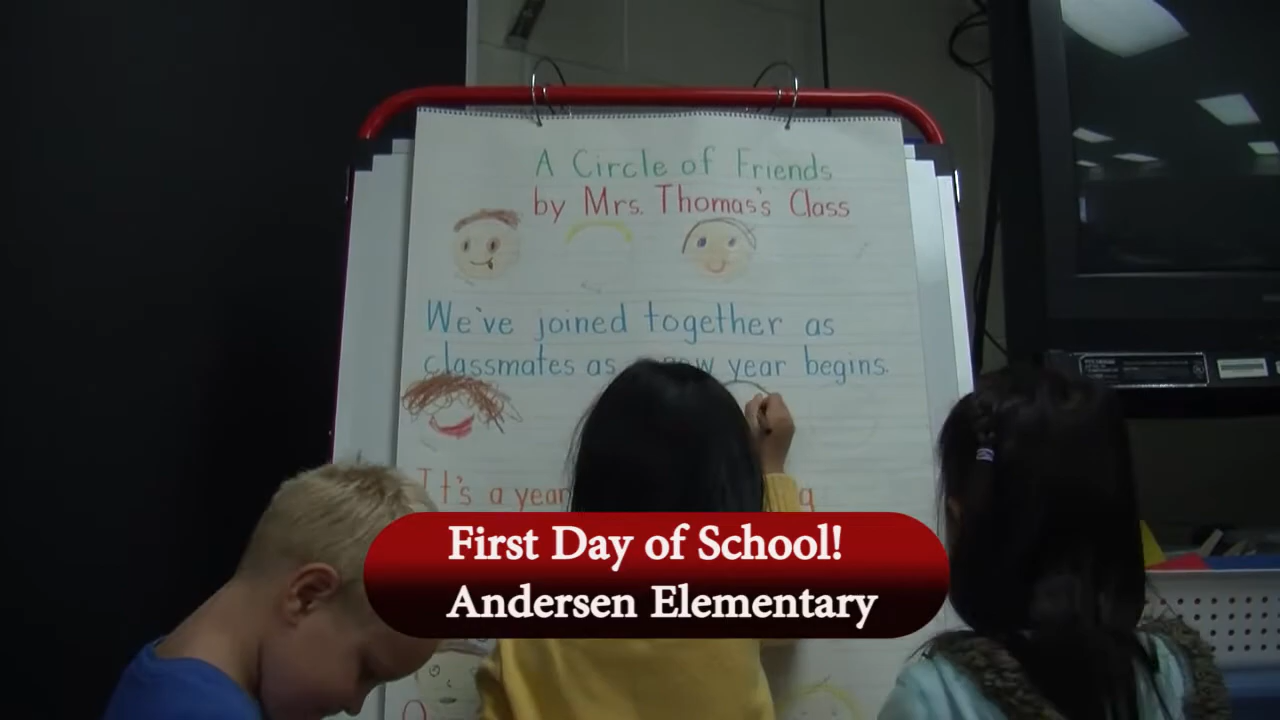 A Circle of Friends
by Mrs. Thomas's Class
We've joined together as
classmates as new year begins.
It's a year
First Day of School!
Andersen Elementary